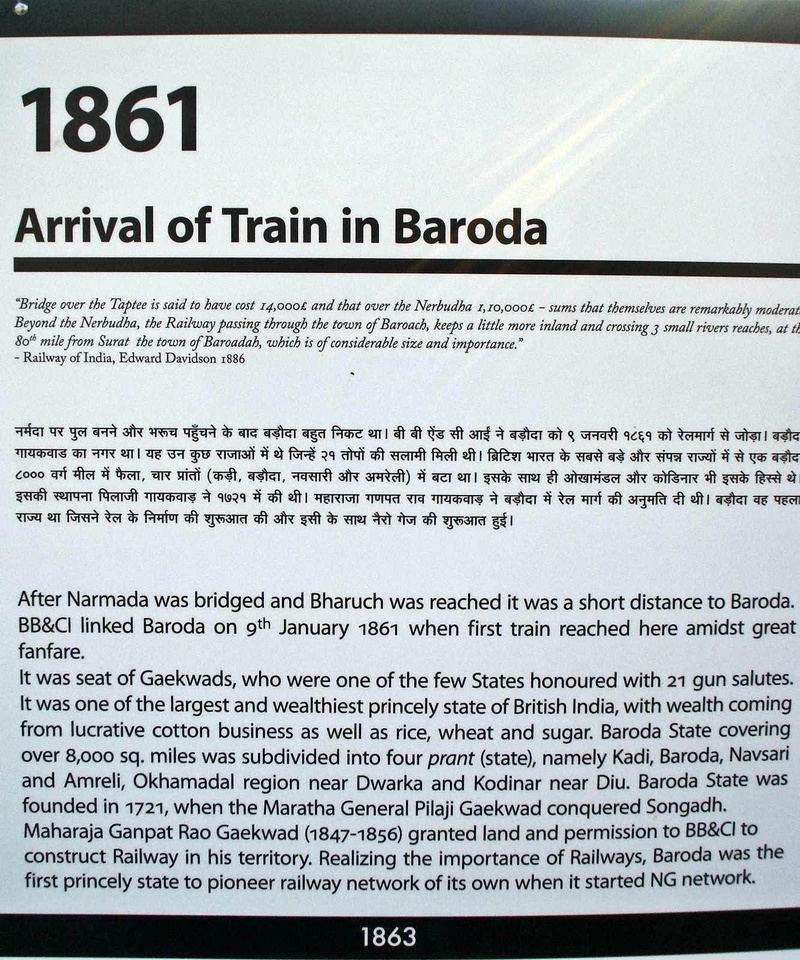 1861
Arrival of Train in Baroda
"Bridge over the Taptee is said to have cost 14,000£ and that over the Nerbudha 1,10,000£ – sums that themselves are remarkably
Beyond the Nerbudha, the Railway passing through the town of Baroach, keeps a little more inland and crossing 3 small rivers reaches, at
80th mile from Surat the town of Baroadah, which is of considerable size and importance."
- Railway of India, Edward Davidson 1886
नर्मदा पर पुल बनने और भरूच पहुँचने के बाद बड़ौदा बहुत निकट था। बी बी ऐंड सी आई ने बड़ौदा को ९ जनवरी १८६१ को रेलमार्ग से जोड़ा।
गायकवाड का नगर था। यह उन कुछ राजाओं में थे जिन्हें २१ तोपों की सलामी मिली थी। ब्रिटिश भारत के सबसे बड़े और संपन्न राज्यों में से एक
८००० वर्ग मील में फैला, चार प्रांतों (कड़ी, बड़ौदा, नवसारी और अमरेली) में बटा था। इसके साथ ही ओखामंडल और कोडिनार भी इसके हिस्से थे
इसकी स्थापना पिलाजी गायकवाड़ ने १७२१ में की थी। महाराजा गणपत राव गायकवाड़ ने बड़ौदा में रेल मार्ग की अनुमति दी थी। बड़ौदा वह
राज्य था जिसने रेल के निर्माण की शुरूआत की और इसी के साथ नैरो गेज की शुरूआत हुई।
After Narmada was bridged and Bharuch was reached it was a short distance to Baroda.
BB&CI linked Baroda on 9th January 1861 when first train reached here amidst great
fanfare.
It was seat of Gaekwads, who were one of the few States honoured with 21 gun salutes.
It was one of the largest and wealthiest princely state of British India, with wealth coming
from lucrative cotton business as well as rice, wheat and sugar. Baroda State covering
over 8,000 sq. miles was subdivided into four prant (state), namely Kadi, Baroda, Navsari
and Amreli, Okhamadal region near Dwarka and Kodinar near Diu. Baroda State was
founded in 1721, when the Maratha General Pilaji Gaekwad conquered Songadh.
Maharaja Ganpat Rao Gaekwad (1847-1856) granted land and permission to BB&CI to
construct Railway in his territory. Realizing the importance of Railways, Baroda was the
first princely state to pioneer railway network of its own when it started NG network.
1863